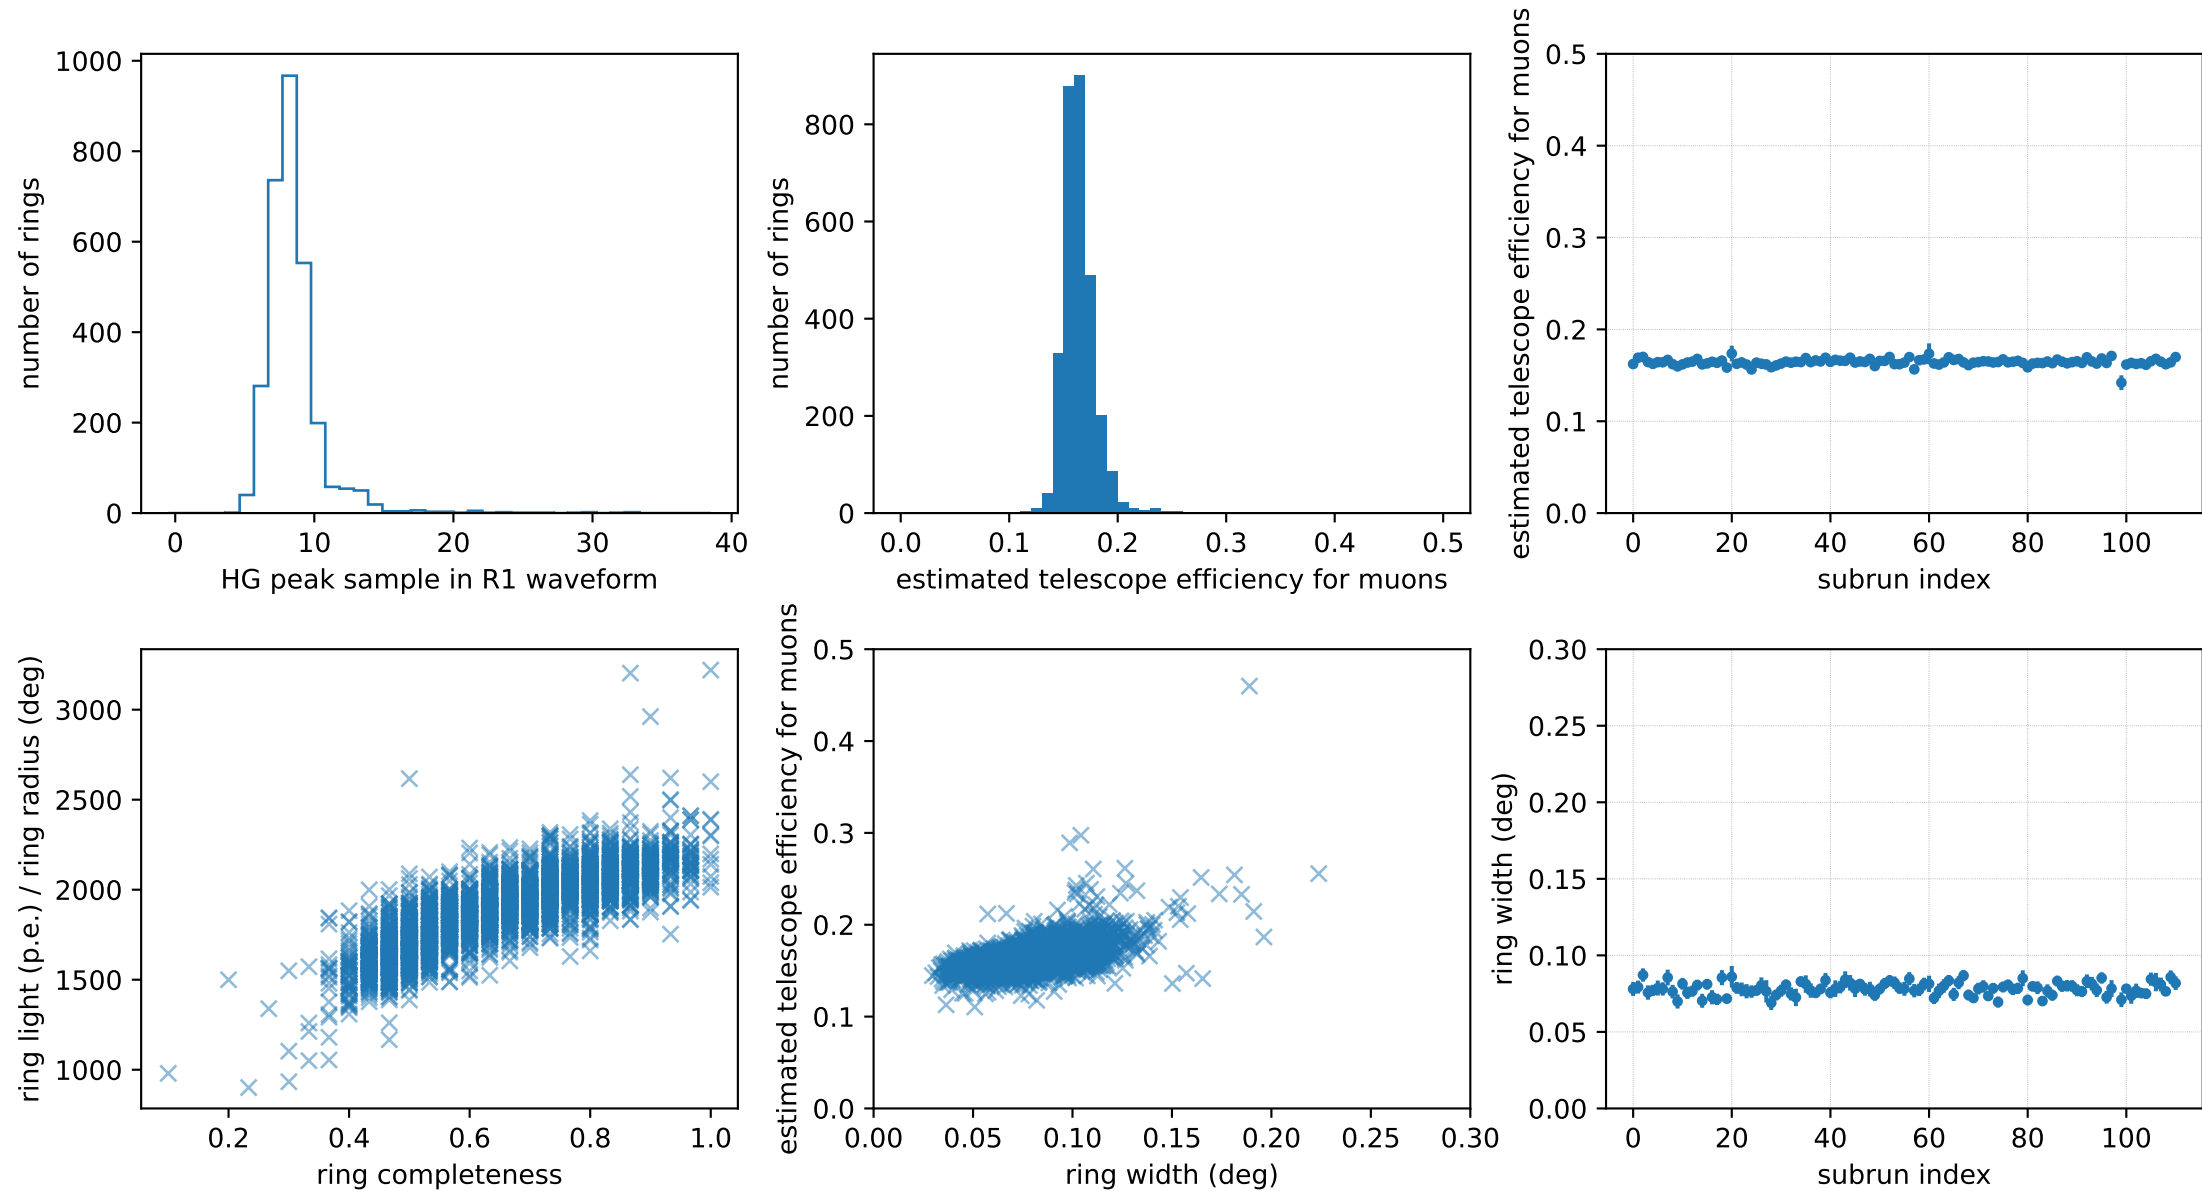 1000
800
600
400
200
0
number of rings
0 10 20 30 40
HG peak sample in R1 waveform
800
600
400
200
0
number of rings
0.0 0.1 0.2 0.3 0.4 0.5
estimated telescope efficiency for muons
0.5
0.4
0.3
0.2
0.1
0.0
estimated telescope efficiency for muons
0 20 40 60 80 100
subrun index
3000
2500
2000
1500
1000
ring light (p.e.) / ring radius (deg)
0.2 0.4 0.6 0.8 1.0
ring completeness
0.5
0.4
0.3
0.2
0.1
0.0
estimated telescope efficiency for muons
0.00 0.05 0.10 0.15 0.20 0.25 0.30
ring width (deg)
0.30
0.25
0.20
0.15
0.10
0.05
0.00
ring width (deg)
0 20 40 60 80 100
subrun index